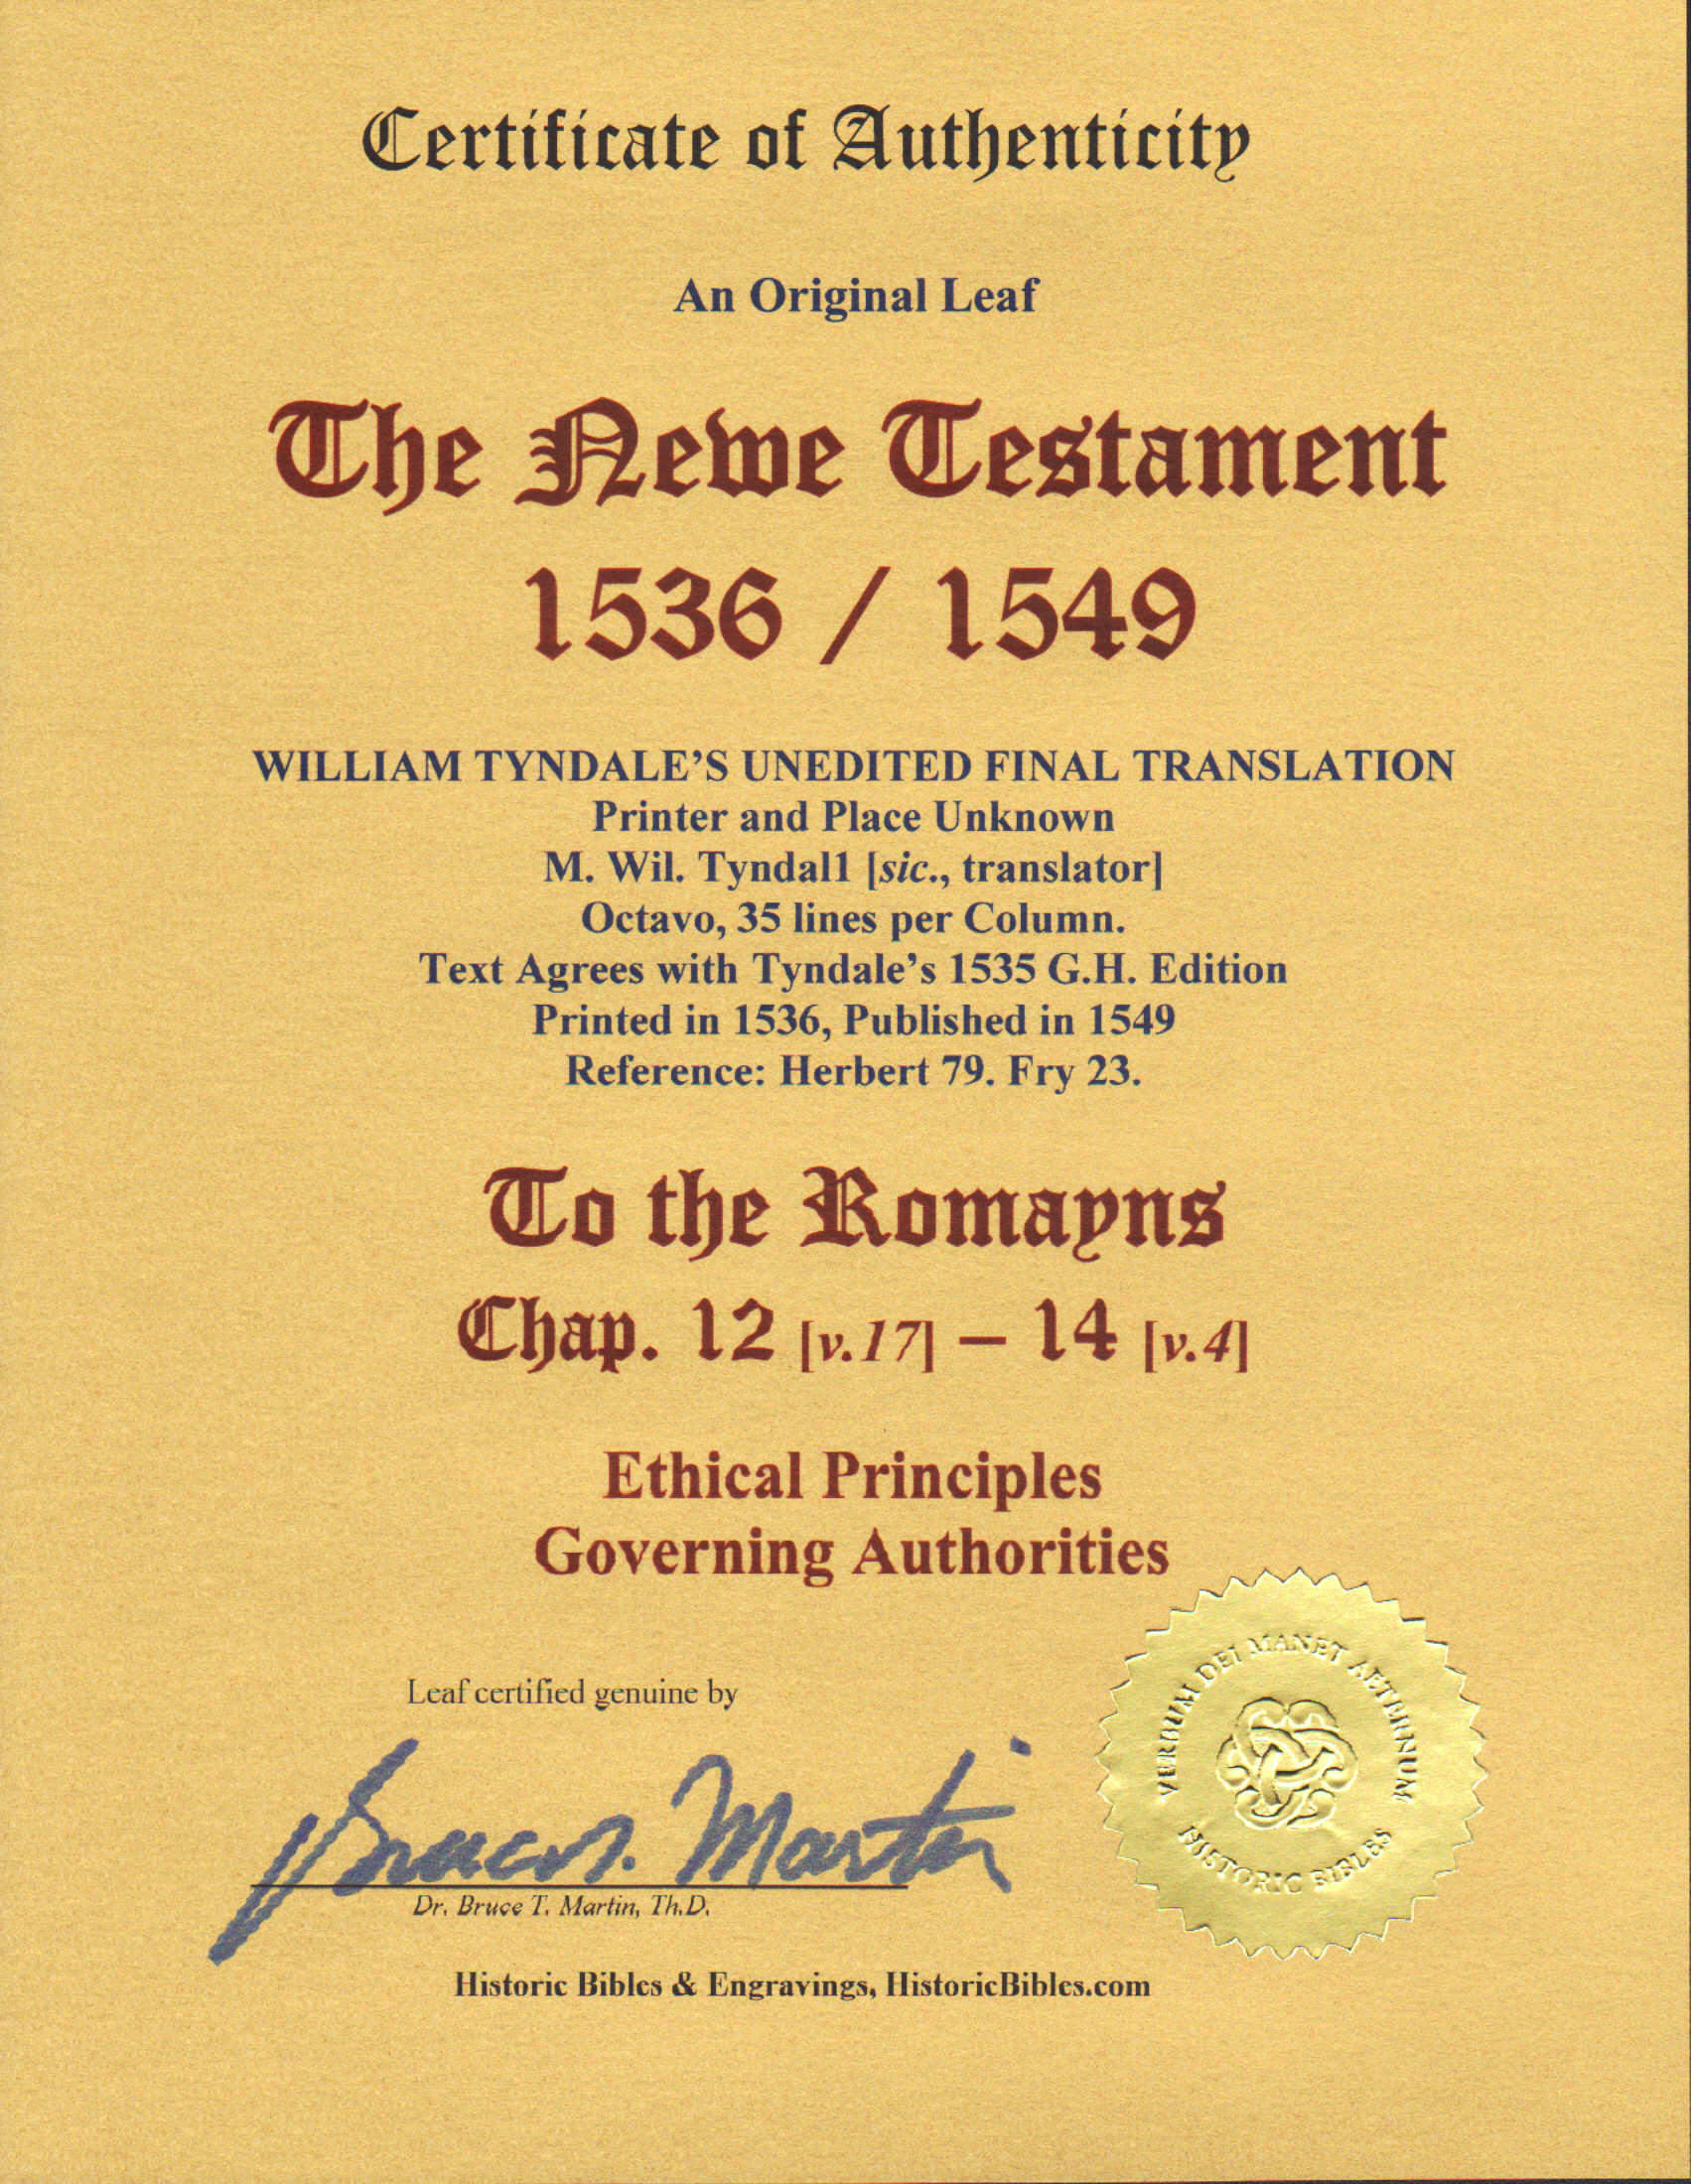 Certificate of Authenticity
An Original Leaf
The Newe Testament
1536 / 1549
WILLIAM TYNDALE'S UNEDITED FINAL TRANSLATION
Printer and Place Unknown
M. Wil. Tyndall [sic., translator]
Octavo, 35 lines per Column.
Text Agrees with Tyndale's 1535 G.H. Edition
Printed in 1536, Published in 1549
Reference: Herbert 79. Fry 23.
To the Romayns
Chap. 12 [v.17] – 14 [v.4]
Ethical Principles
Governing Authorities
Leaf certified genuine by
Bruce T. Martin
Dr. Bruce T. Martin, Th.D.
Historic Bibles & Engravings, HistoricBibles.com
VERBUM DEI MANET AETERNUM
HISTORIC BIBLES